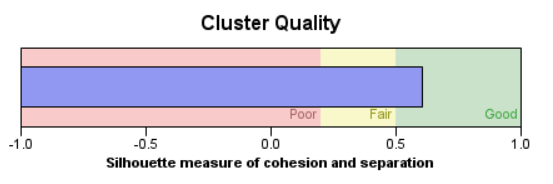 Cluster Quality
Poor Fair Good
-1.0 -0.5 0.0 0.5 1.0
Silhouette measure of cohesion and separation